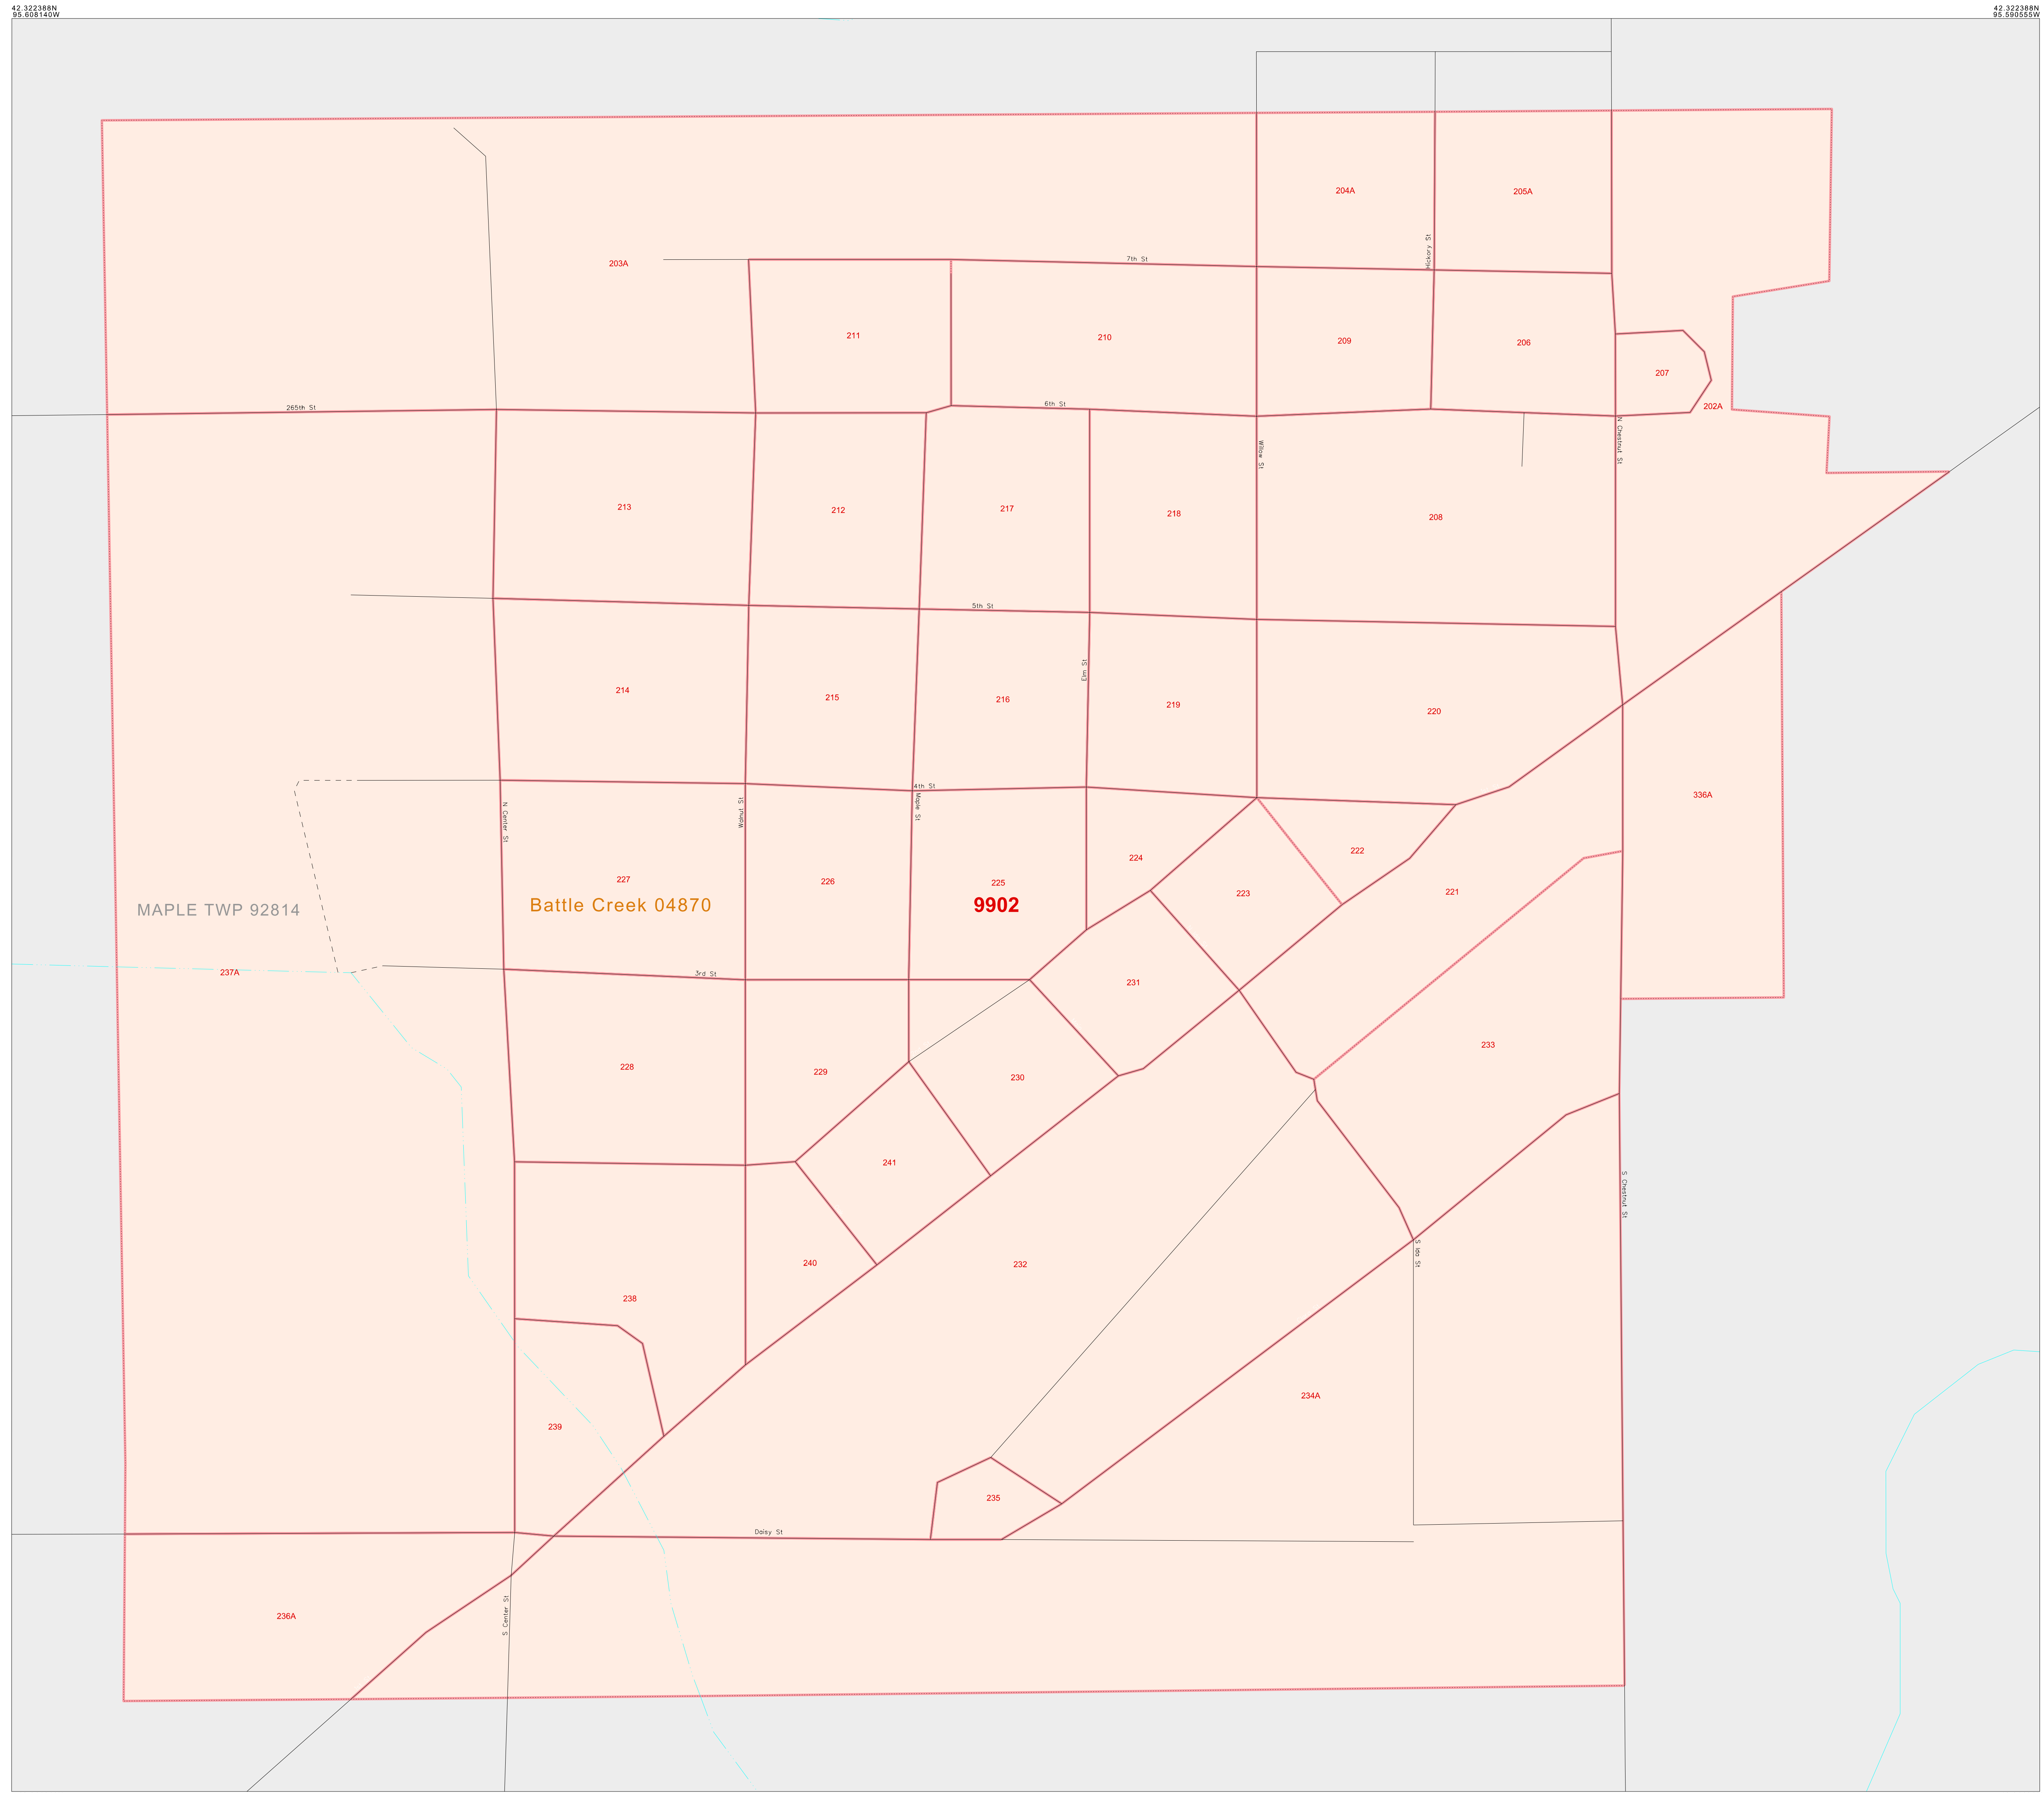 42.322388N
95.608140W
42.322388N
95.590555W
204A
205A
Hickory St
203A
7th St
211
210
209
206
207
265th St
6th St
202A
N Chestnut St
Willow St
213
212
217
218
208
5th St
Elm St
214
215
216
219
220
4th St
336A
N Center St
Walnut St
Maple St
224
222
227
226
225
223
221
MAPLE TWP 92814
Battle Creek 04870
9902
237A
3rd St
231
233
228
229
230
241
S Chestnut St
240
232
S Ida St
238
234A
239
235
Daisy St
236A
S Center St